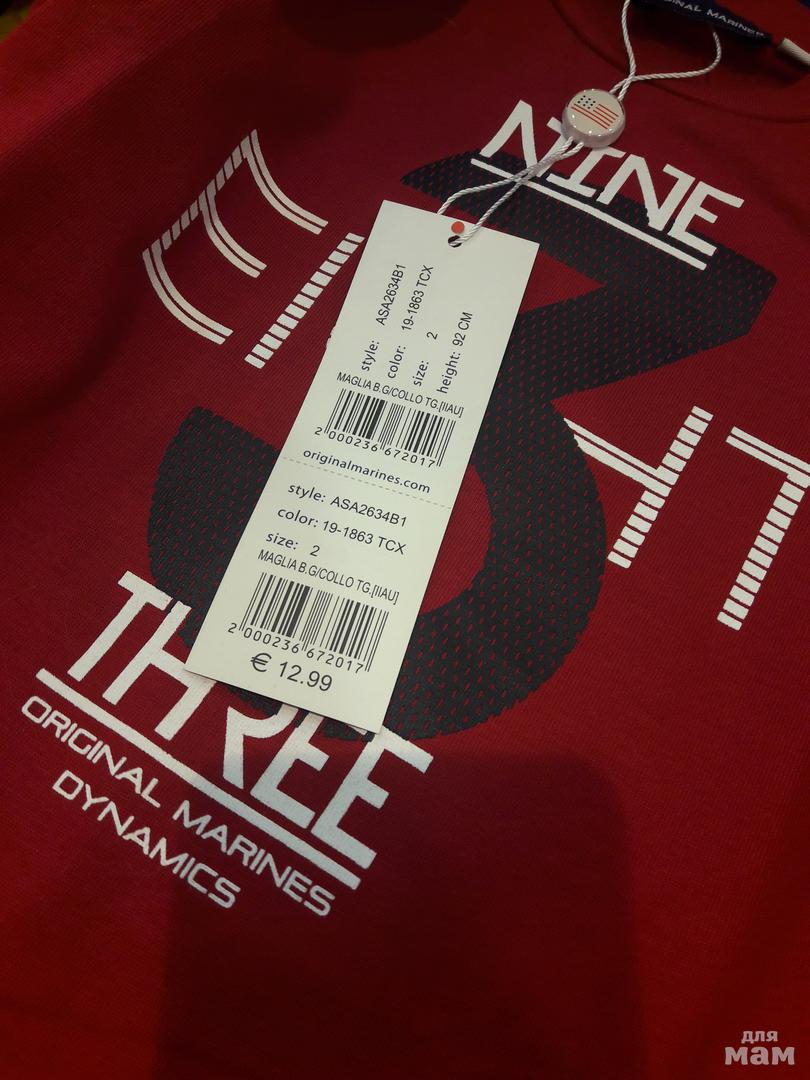 ORIGINAL MARINES
NINE
style: ASA2634B1
color: 19-1863 TCX
size: 2
height: 92 CM
MAGLIA B.G/COLLO TG.[IIAU]
2 000236 672017
originalmarines.com
style: ASA2634B1
color: 19-1863 TCX
size: 2
MAGLIA B.G/COLLO TG.[IIAU]
2 000236 672017
€ 12.99
THREE
ORIGINAL MARINES
DYNAMICS
для
мам